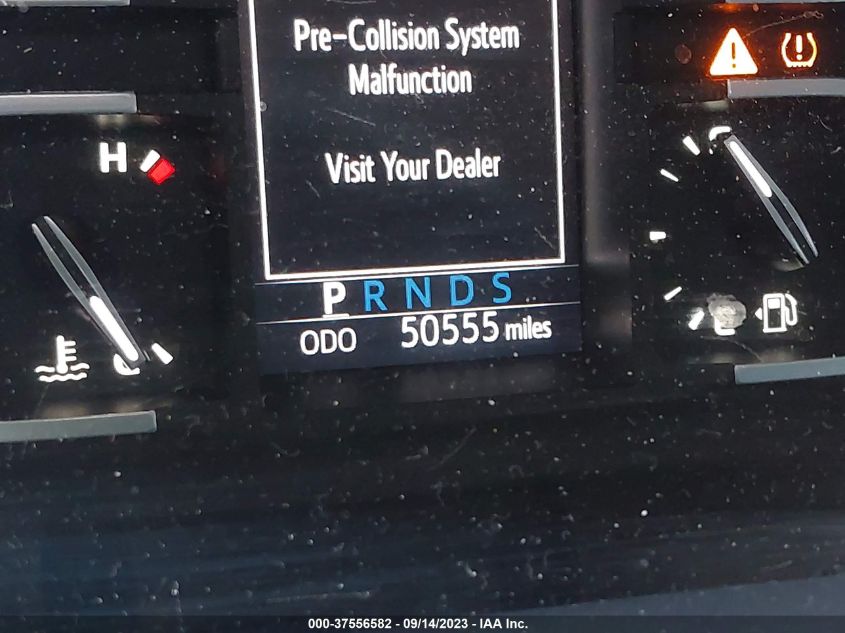 Pre-Collision System
Malfunction
Visit Your Dealer
H
P R N D S
ODO 50555 miles
000-37556582 - 09/14/2023 - IAA Inc.